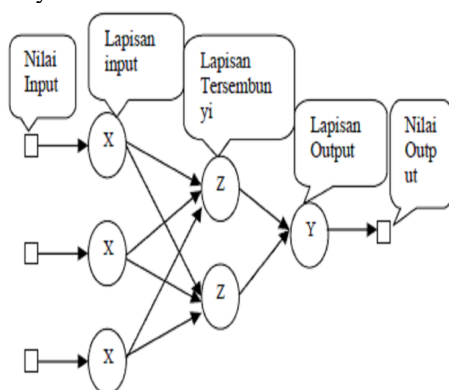 Nilai
Input
Lapisan
input
Lapisan
Tersembun
yi
Lapisan
Output
Nilai
Outp
ut
X
Z
X
Y
Z
X